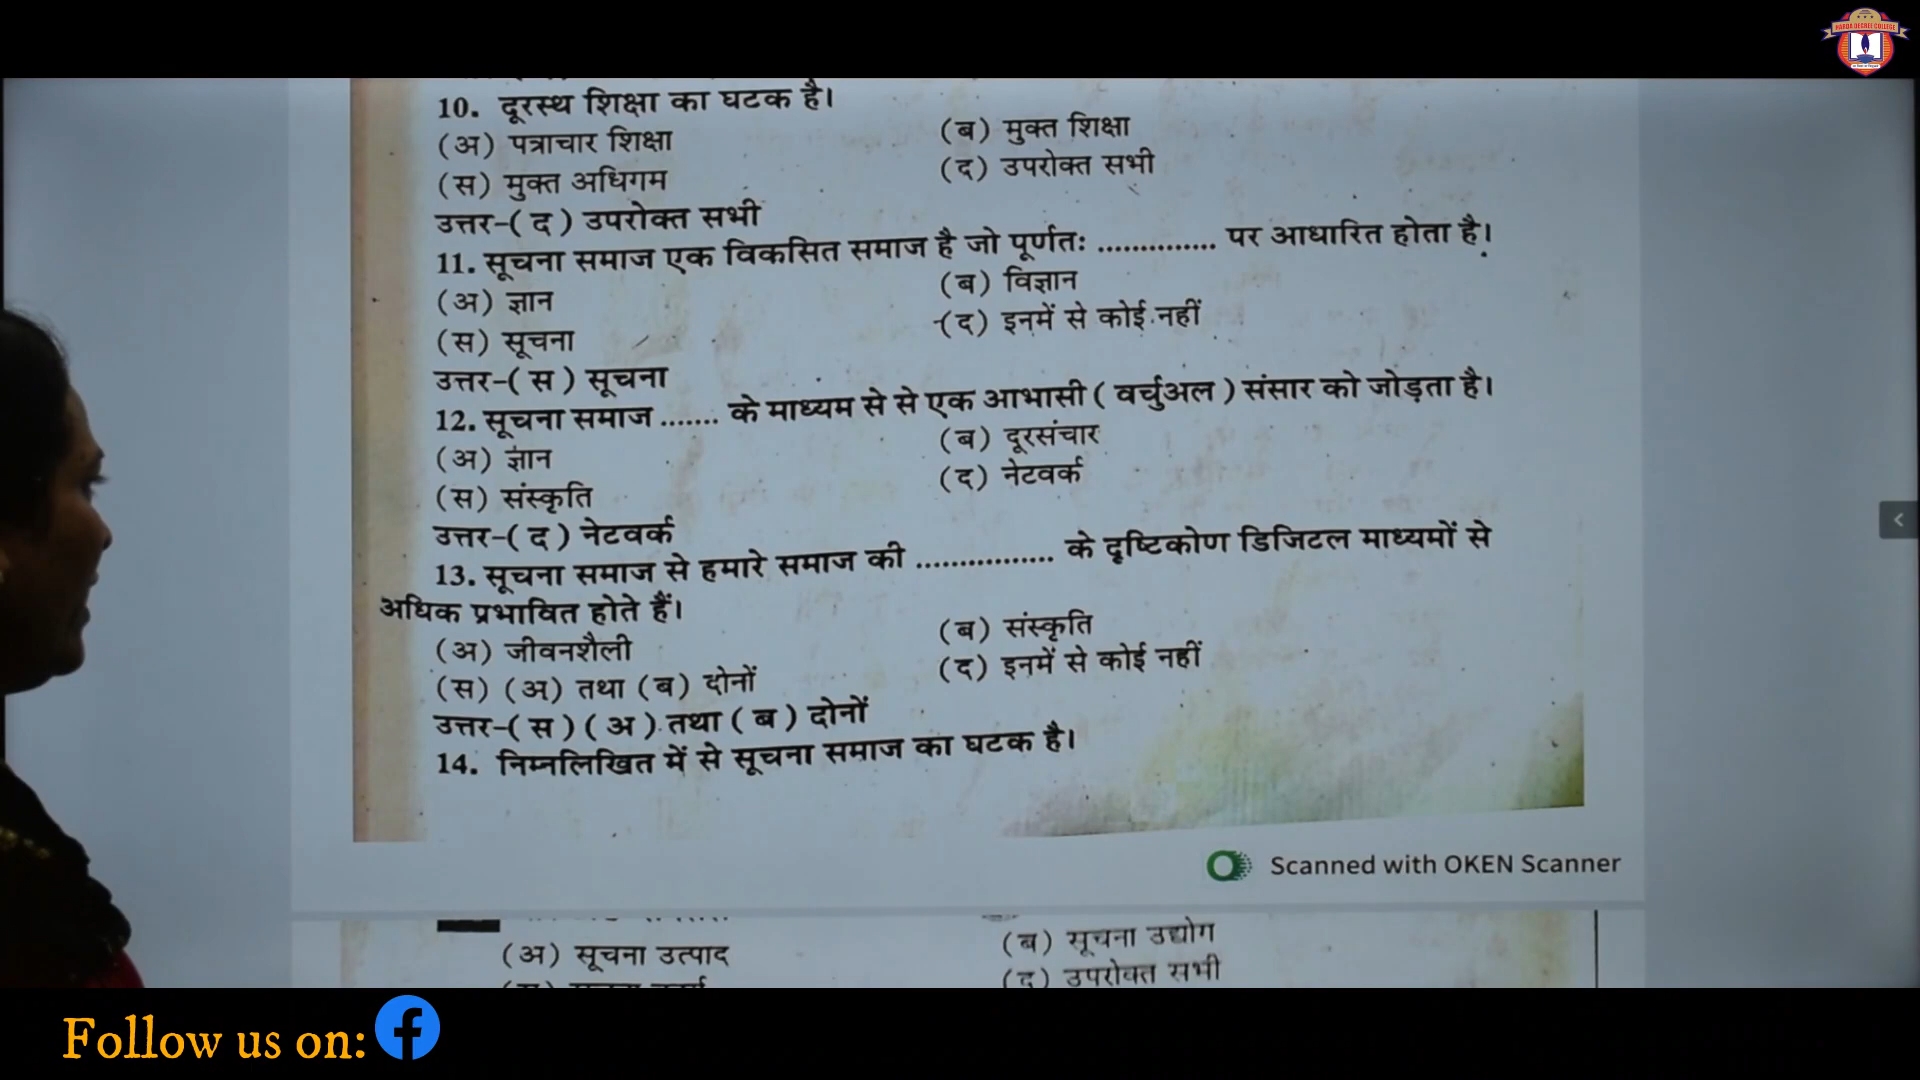 HARDA DEGREE COLLEGE
10. दूरस्थ शिक्षा का घटक है।
(अ) पत्राचार शिक्षा (ब) मुक्त शिक्षा
(स) मुक्त अधिगम (द) उपरोक्त सभी
उत्तर-( द ) उपरोक्त सभी
11. सूचना समाज एक विकसित समाज है जो पूर्णतः .............. पर आधारित होता है।
(अ) ज्ञान (ब) विज्ञान
(स) सूचना (द) इनमें से कोई नहीं
उत्तर-( स ) सूचना
12. सूचना समाज ....... के माध्यम से से एक आभासी ( वर्चुअल ) संसार को जोड़ता है।
(अ) ज्ञान (ब) दूरसंचार
(स) संस्कृति (द) नेटवर्क
उत्तर-( द ) नेटवर्क
13. सूचना समाज से हमारे समाज की ................ के दृष्टिकोण डिजिटल माध्यमों से
अधिक प्रभावित होते हैं।
(अ) जीवनशैली (ब) संस्कृति
(स) (अ) तथा (ब) दोनों (द) इनमें से कोई नहीं
उत्तर-( स ) ( अ ) तथा ( ब ) दोनों
14. निम्नलिखित में से सूचना समाज का घटक है।
Scanned with OKEN Scanner
(अ) सूचना उत्पाद (ब) सूचना उद्योग
(द) उपरोक्त सभी
Follow us on: